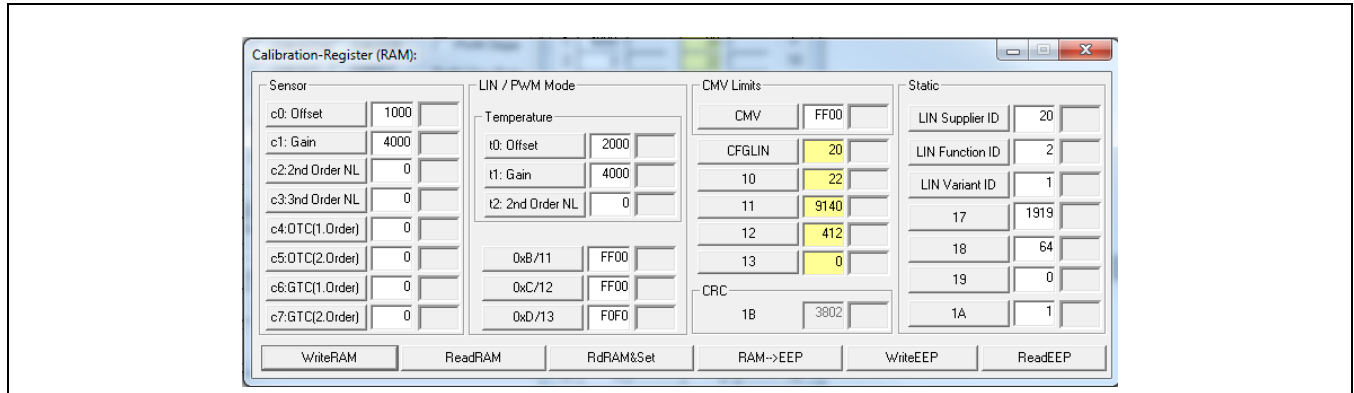 Calibration-Register (RAM):
Sensor
c0: Offset 1000
c1: Gain 4000
c2:2nd Order NL 0
c3:3nd Order NL 0
c4:OTC(1.Order) 0
c5:OTC(2.Order) 0
c6:GTC(1.Order) 0
c7:GTC(2.Order) 0
LIN / PWM Mode
Temperature
t0: Offset 2000
t1: Gain 4000
t2: 2nd Order NL 0
0xB/11 FF00
0xC/12 FF00
0xD/13 F0F0
CMV Limits
CMV FF00
CFGLIN 20
10 22
11 9140
12 412
13 0
CRC
1B 3802
Static
LIN Supplier ID 20
LIN Function ID 2
LIN Variant ID 1
17 1919
18 64
19 0
1A 1
WriteRAM ReadRAM RdRAM&Set RAM-->EEP WriteEEP ReadEEP